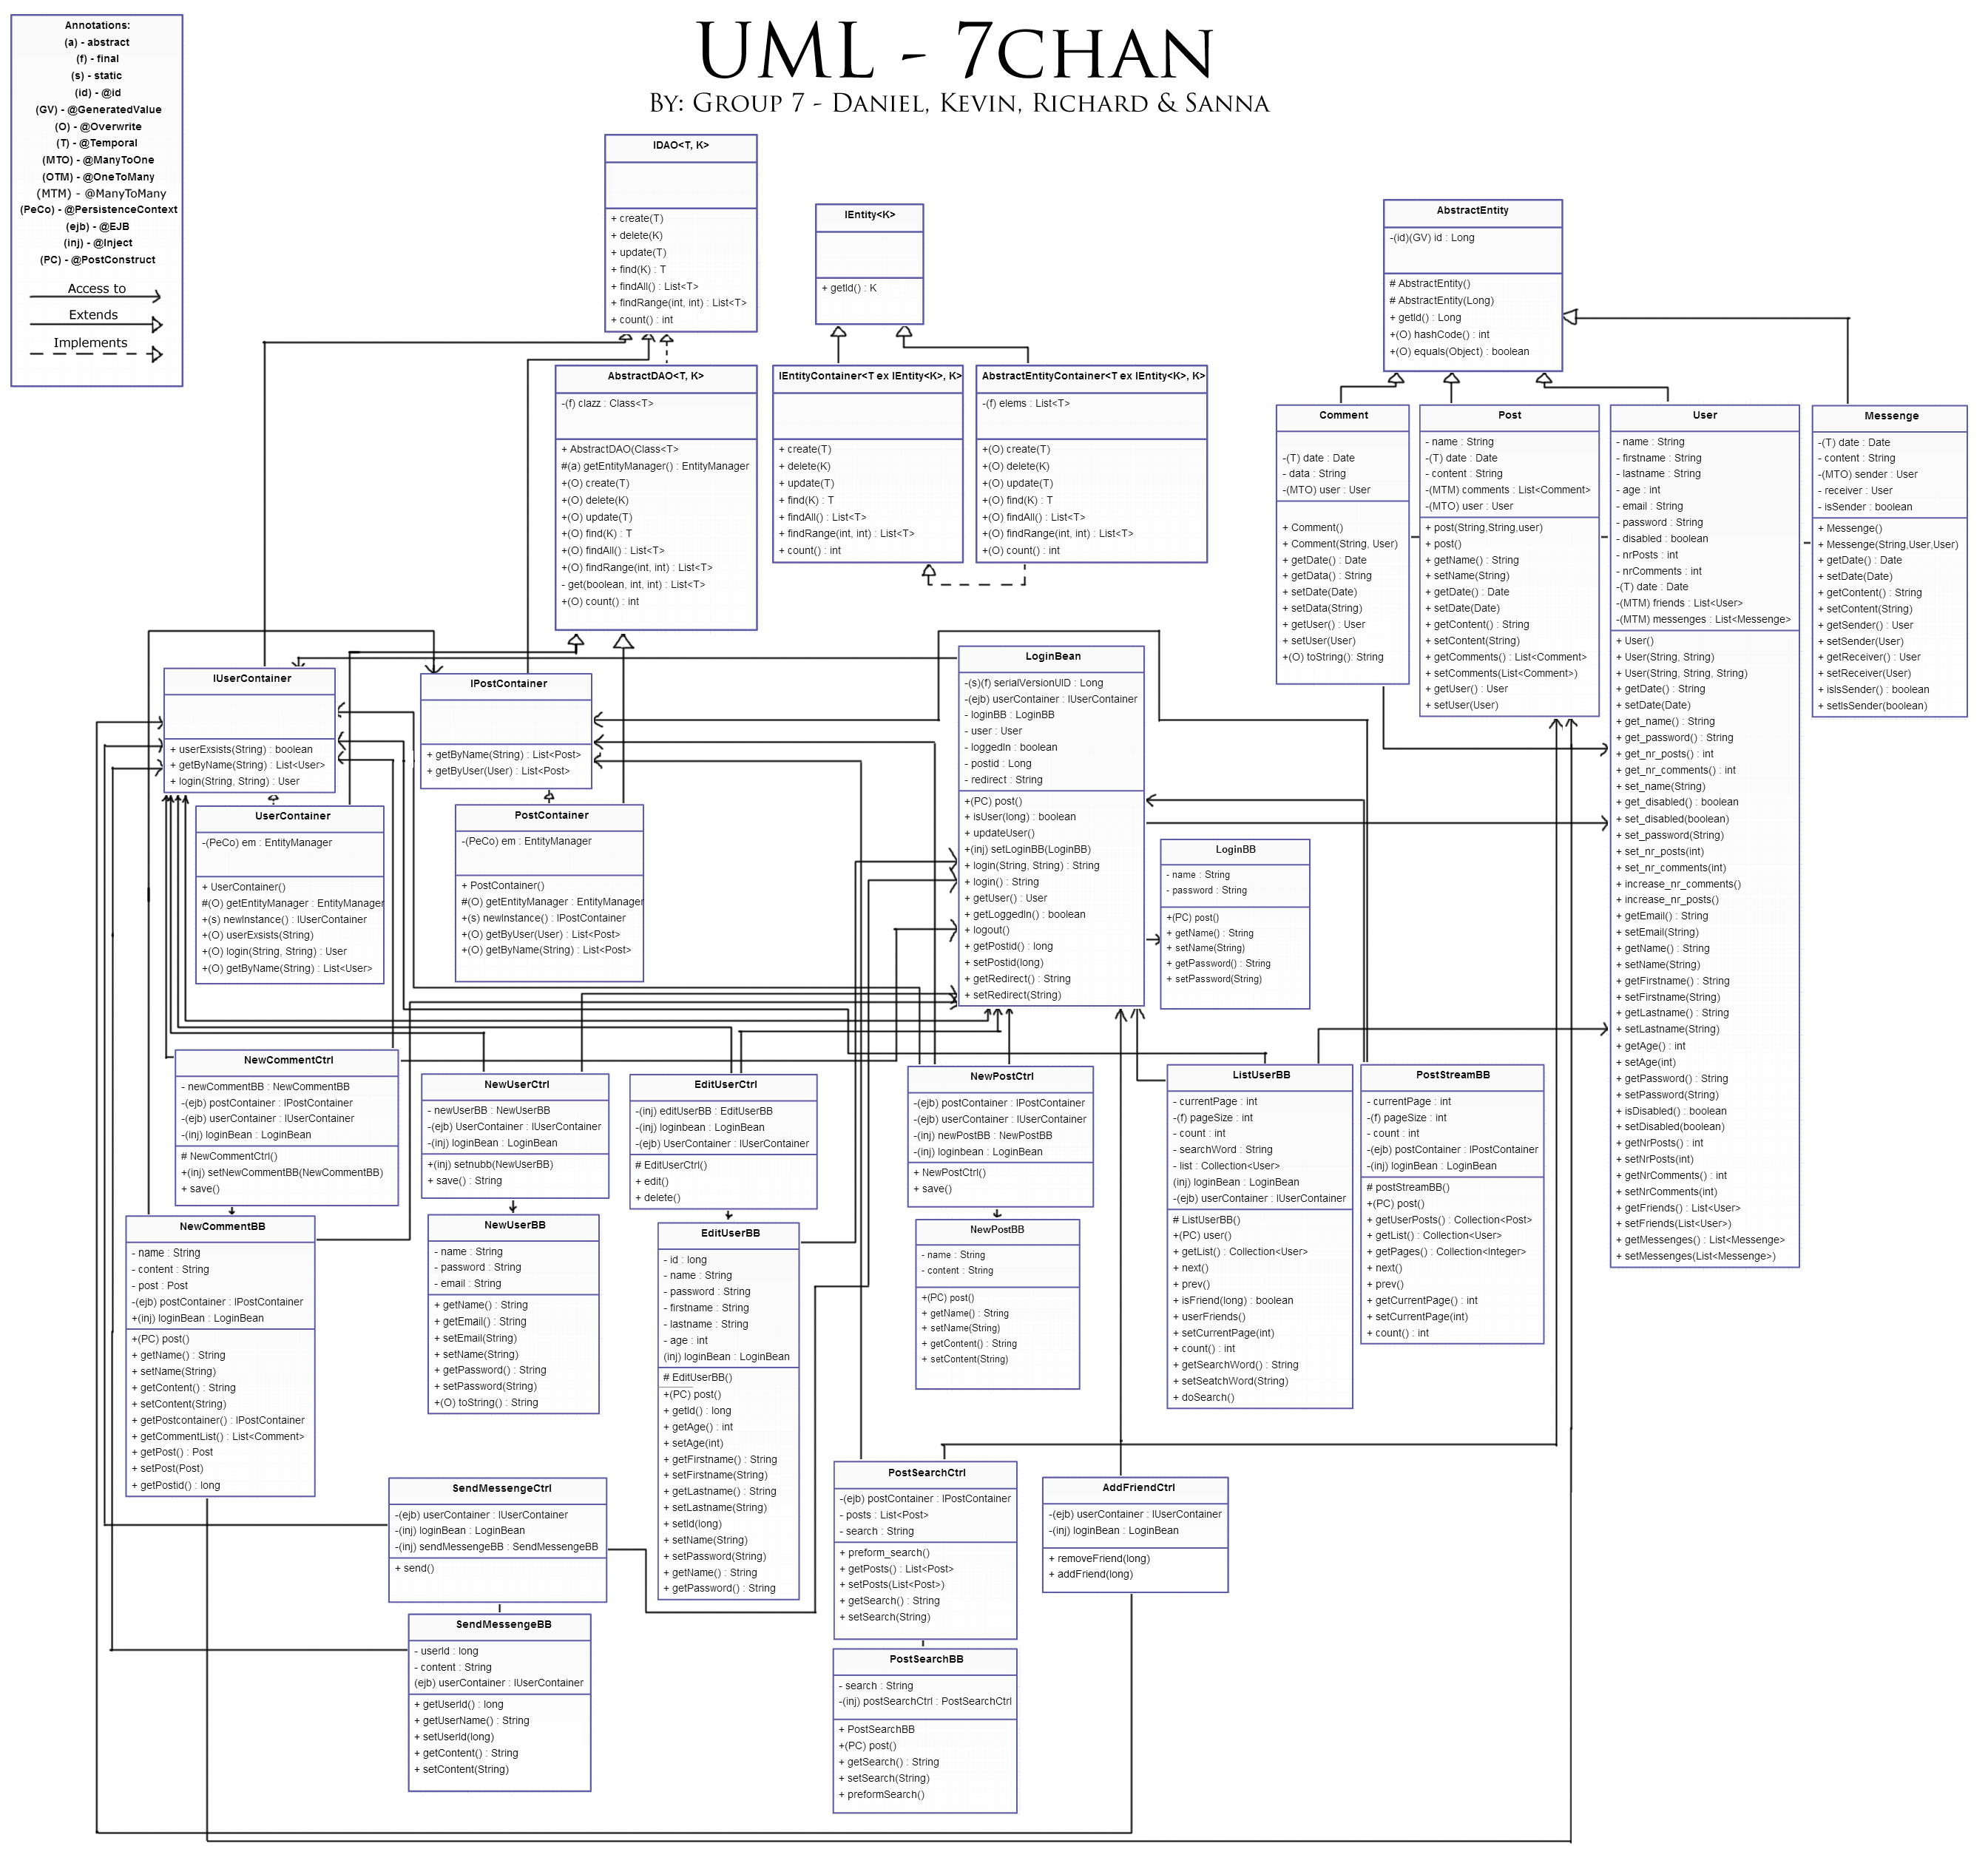 UML - 7chan
By: Group 7 - Daniel, Kevin, Richard & Sanna
Annotations:
(a) - abstract
(f) - final
(s) - static
(id) - @id
(GV) - @GeneratedValue
(O) - @Overwrite
(T) - @Temporal
(MTO) - @ManyToOne
(OTM) - @OneToMany
(MTM) - @ManyToMany
(PeCo) - @PersistenceContext
(ejb) - @EJB
(inj) - @Inject
(PC) - @PostConstruct
Access to
Extends
Implements
IDAO<T, K>
+ create(T)
+ delete(K)
+ update(T)
+ find(K) : T
+ findAll() : List<T>
+ findRange(int, int) : List<T>
+ count() : int
IEntity<K>
+ getId() : K
AbstractEntity
-(id)(GV) id : Long
# AbstractEntity()
# AbstractEntity(Long)
+ getId() : Long
+(O) hashCode() : int
+(O) equals(Object) : boolean
AbstractDAO<T, K>
-(f) clazz : Class<T>
+ AbstractDAO(Class<T>
#(a) getEntityManager() : EntityManager
+(O) create(T)
+(O) delete(K)
+(O) update(T)
+(O) find(K) : T
+(O) findAll() : List<T>
+(O) findRange(int, int) : List<T>
- get(boolean, int, int) : List<T>
+(O) count() : int
IEntityContainer<T ex IEntity<K>, K>
+ create(T)
+ delete(K)
+ update(T)
+ find(K) : T
+ findAll() : List<T>
+ findRange(int, int) : List<T>
+ count() : int
AbstractEntityContainer<T ex IEntity<K>, K>
-(f) elems : List<T>
+(O) create(T)
+(O) delete(K)
+(O) update(T)
+(O) find(K) : T
+(O) findAll() : List<T>
+(O) findRange(int, int) : List<T>
+(O) count() : int
Comment
-(T) date : Date
- data : String
-(MTO) user : User
+ Comment()
+ Comment(String, User)
+ getDate() : Date
+ getData() : String
+ setDate(Date)
+ setData(String)
+ getUser() : User
+ setUser(User)
+(O) toString(): String
Post
- name : String
-(T) date : Date
- content : String
-(MTM) comments : List<Comment>
-(MTO) user : User
+ post(String,String,user)
+ post()
+ getName() : String
+ setName(String)
+ getDate() : Date
+ setDate(Date)
+ getContent() : String
+ setContent(String)
+ getComments() : List<Comment>
+ setComments(List<Comment>)
+ getUser() : User
+ setUser(User)
User
- name : String
- firstname : String
- lastname : String
- age : int
- email : String
- password : String
- disabled : boolean
- nrPosts : int
- nrComments : int
-(T) date : Date
-(MTM) friends : List<User>
-(MTM) messenges : List<Messenge>
+ User()
+ User(String, String)
+ User(String, String, String)
+ getDate() : String
+ setDate(Date)
+ get_name() : String
+ get_password() : String
+ get_nr_posts() : int
+ get_nr_comments() : int
+ set_name(String)
+ get_disabled() : boolean
+ set_disabled(boolean)
+ set_password(String)
+ set_nr_posts(int)
+ set_nr_comments(int)
+ increase_nr_comments()
+ increase_nr_posts()
+ getEmail() : String
+ setEmail(String)
+ getName() : String
+ setName(String)
+ getFirstname() : String
+ setFirstname(String)
+ getLastname() : String
+ setLastname(String)
+ getAge() : int
+ setAge(int)
+ getPassword() : String
+ setPassword(String)
+ isDisabled() : boolean
+ setDisabled(boolean)
+ getNrPosts() : int
+ setNrPosts(int)
+ getNrComments() : int
+ setNrComments(int)
+ getFriends() : List<User>
+ setFriends(List<User>)
+ getMessenges() : List<Messenge>
+ setMessenges(List<Messenge>)
Messenge
-(T) date : Date
- content : String
-(MTO) sender : User
- receiver : User
- isSender : boolean
+ Messenge()
+ Messenge(String,User,User)
+ getDate() : Date
+ setDate(Date)
+ getContent() : String
+ setContent(String)
+ getSender() : User
+ setSender(User)
+ getReceiver() : User
+ setReceiver(User)
+ isIsSender() : boolean
+ setIsSender(boolean)
IUserContainer
+ userExsists(String) : boolean
+ getByName(String) : List<User>
+ login(String, String) : User
IPostContainer
+ getByName(String) : List<Post>
+ getByUser(User) : List<Post>
LoginBean
-(s)(f) serialVersionUID : Long
-(ejb) userContainer : IUserContainer
- loginBB : LoginBB
- user : User
- loggedIn : boolean
- postid : Long
- redirect : String
+(PC) post()
+ isUser(long) : boolean
+ updateUser()
+(inj) setLoginBB(LoginBB)
+ login(String, String) : String
+ login() : String
+ getUser() : User
+ getLoggedIn() : boolean
+ logout()
+ getPostid() : long
+ setPostid(long)
+ getRedirect() : String
+ setRedirect(String)
UserContainer
-(PeCo) em : EntityManager
+ UserContainer()
#(O) getEntityManager : EntityManager
+(s) newInstance() : IUserContainer
+(O) userExsists(String)
+(O) login(String, String) : User
+(O) getByName(String) : List<User>
PostContainer
-(PeCo) em : EntityManager
+ PostContainer()
#(O) getEntityManager : EntityManager
+(s) newInstance() : IPostContainer
+(O) getByUser(User) : List<Post>
+(O) getByName(String) : List<Post>
LoginBB
- name : String
- password : String
+(PC) post()
+ getName() : String
+ setName(String)
+ getPassword() : String
+ setPassword(String)
NewCommentCtrl
- newCommentBB : NewCommentBB
-(ejb) postContainer : IPostContainer
-(ejb) userContainer : IUserContainer
-(inj) loginBean : LoginBean
# NewCommentCtrl()
+(inj) setNewCommentBB(NewCommentBB)
+ save()
NewUserCtrl
- newUserBB : NewUserBB
-(ejb) UserContainer : IUserContainer
-(inj) loginBean : LoginBean
+(inj) setnubb(NewUserBB)
+ save() : String
EditUserCtrl
-(inj) editUserBB : EditUserBB
-(inj) loginbean : LoginBean
-(ejb) UserContainer : IUserContainer
# EditUserCtrl()
+ edit()
+ delete()
NewPostCtrl
-(ejb) postContainer : IPostContainer
-(ejb) userContainer : IUserContainer
-(inj) newPostBB : NewPostBB
-(inj) loginbean : LoginBean
+ NewPostCtrl()
+ save()
ListUserBB
- currentPage : int
-(f) pageSize : int
- count : int
- searchWord : String
- list : Collection<User>
(inj) loginBean : LoginBean
-(ejb) userContainer : IUserContainer
# ListUserBB()
+(PC) user()
+ getList() : Collection<User>
+ next()
+ prev()
+ isFriend(long) : boolean
+ userFriends()
+ setCurrentPage(int)
+ count() : int
+ getSearchWord() : String
+ setSeatchWord(String)
+ doSearch()
PostStreamBB
- currentPage : int
-(f) pageSize : int
- count : int
-(ejb) postContainer : IPostContainer
-(inj) loginBean : LoginBean
# postStreamBB()
+(PC) post()
+ getUserPosts() : Collection<Post>
+ getList() : Collection<User>
+ getPages() : Collection<Integer>
+ next()
+ prev()
+ getCurrentPage() : int
+ setCurrentPage(int)
+ count() : int
NewCommentBB
- name : String
- content : String
- post : Post
-(ejb) postContainer : IPostContainer
+(inj) loginBean : LoginBean
+(PC) post()
+ getName() : String
+ setName(String)
+ getContent() : String
+ setContent(String)
+ getPostcontainer() : IPostContainer
+ getCommentList() : List<Comment>
+ getPost() : Post
+ setPost(Post)
+ getPostid() : long
NewUserBB
- name : String
- password : String
- email : String
+ getName() : String
+ getEmail() : String
+ setEmail(String)
+ setName(String)
+ getPassword() : String
+ setPassword(String)
+(O) toString() : String
EditUserBB
- id : long
- name : String
- password : String
- firstname : String
- lastname : String
- age : int
(inj) loginBean : LoginBean
# EditUserBB()
+(PC) post()
+ getId() : long
+ getAge() : int
+ setAge(int)
+ getFirstname() : String
+ setFirstname(String)
+ getLastname() : String
+ setLastname(String)
+ setId(long)
+ setName(String)
+ setPassword(String)
+ getName() : String
+ getPassword() : String
NewPostBB
- name : String
- content : String
+(PC) post()
+ getName() : String
+ setName(String)
+ getContent() : String
+ setContent(String)
SendMessengeCtrl
-(ejb) userContainer : IUserContainer
-(inj) loginBean : LoginBean
-(inj) sendMessengeBB : SendMessengeBB
+ send()
PostSearchCtrl
-(ejb) postContainer : IPostContainer
- posts : List<Post>
- search : String
+ preform_search()
+ getPosts() : List<Post>
+ setPosts(List<Post>)
+ getSearch() : String
+ setSearch(String)
AddFriendCtrl
-(ejb) userContainer : IUserContainer
-(inj) loginBean : LoginBean
+ removeFriend(long)
+ addFriend(long)
SendMessengeBB
- userId : long
- content : String
(ejb) userContainer : IUserContainer
+ getUserId() : long
+ getUserName() : String
+ setUserId(long)
+ getContent() : String
+ setContent(String)
PostSearchBB
- search : String
-(inj) postSearchCtrl : PostSearchCtrl
+ PostSearchBB
+(PC) post()
+ getSearch() : String
+ setSearch(String)
+ preformSearch()